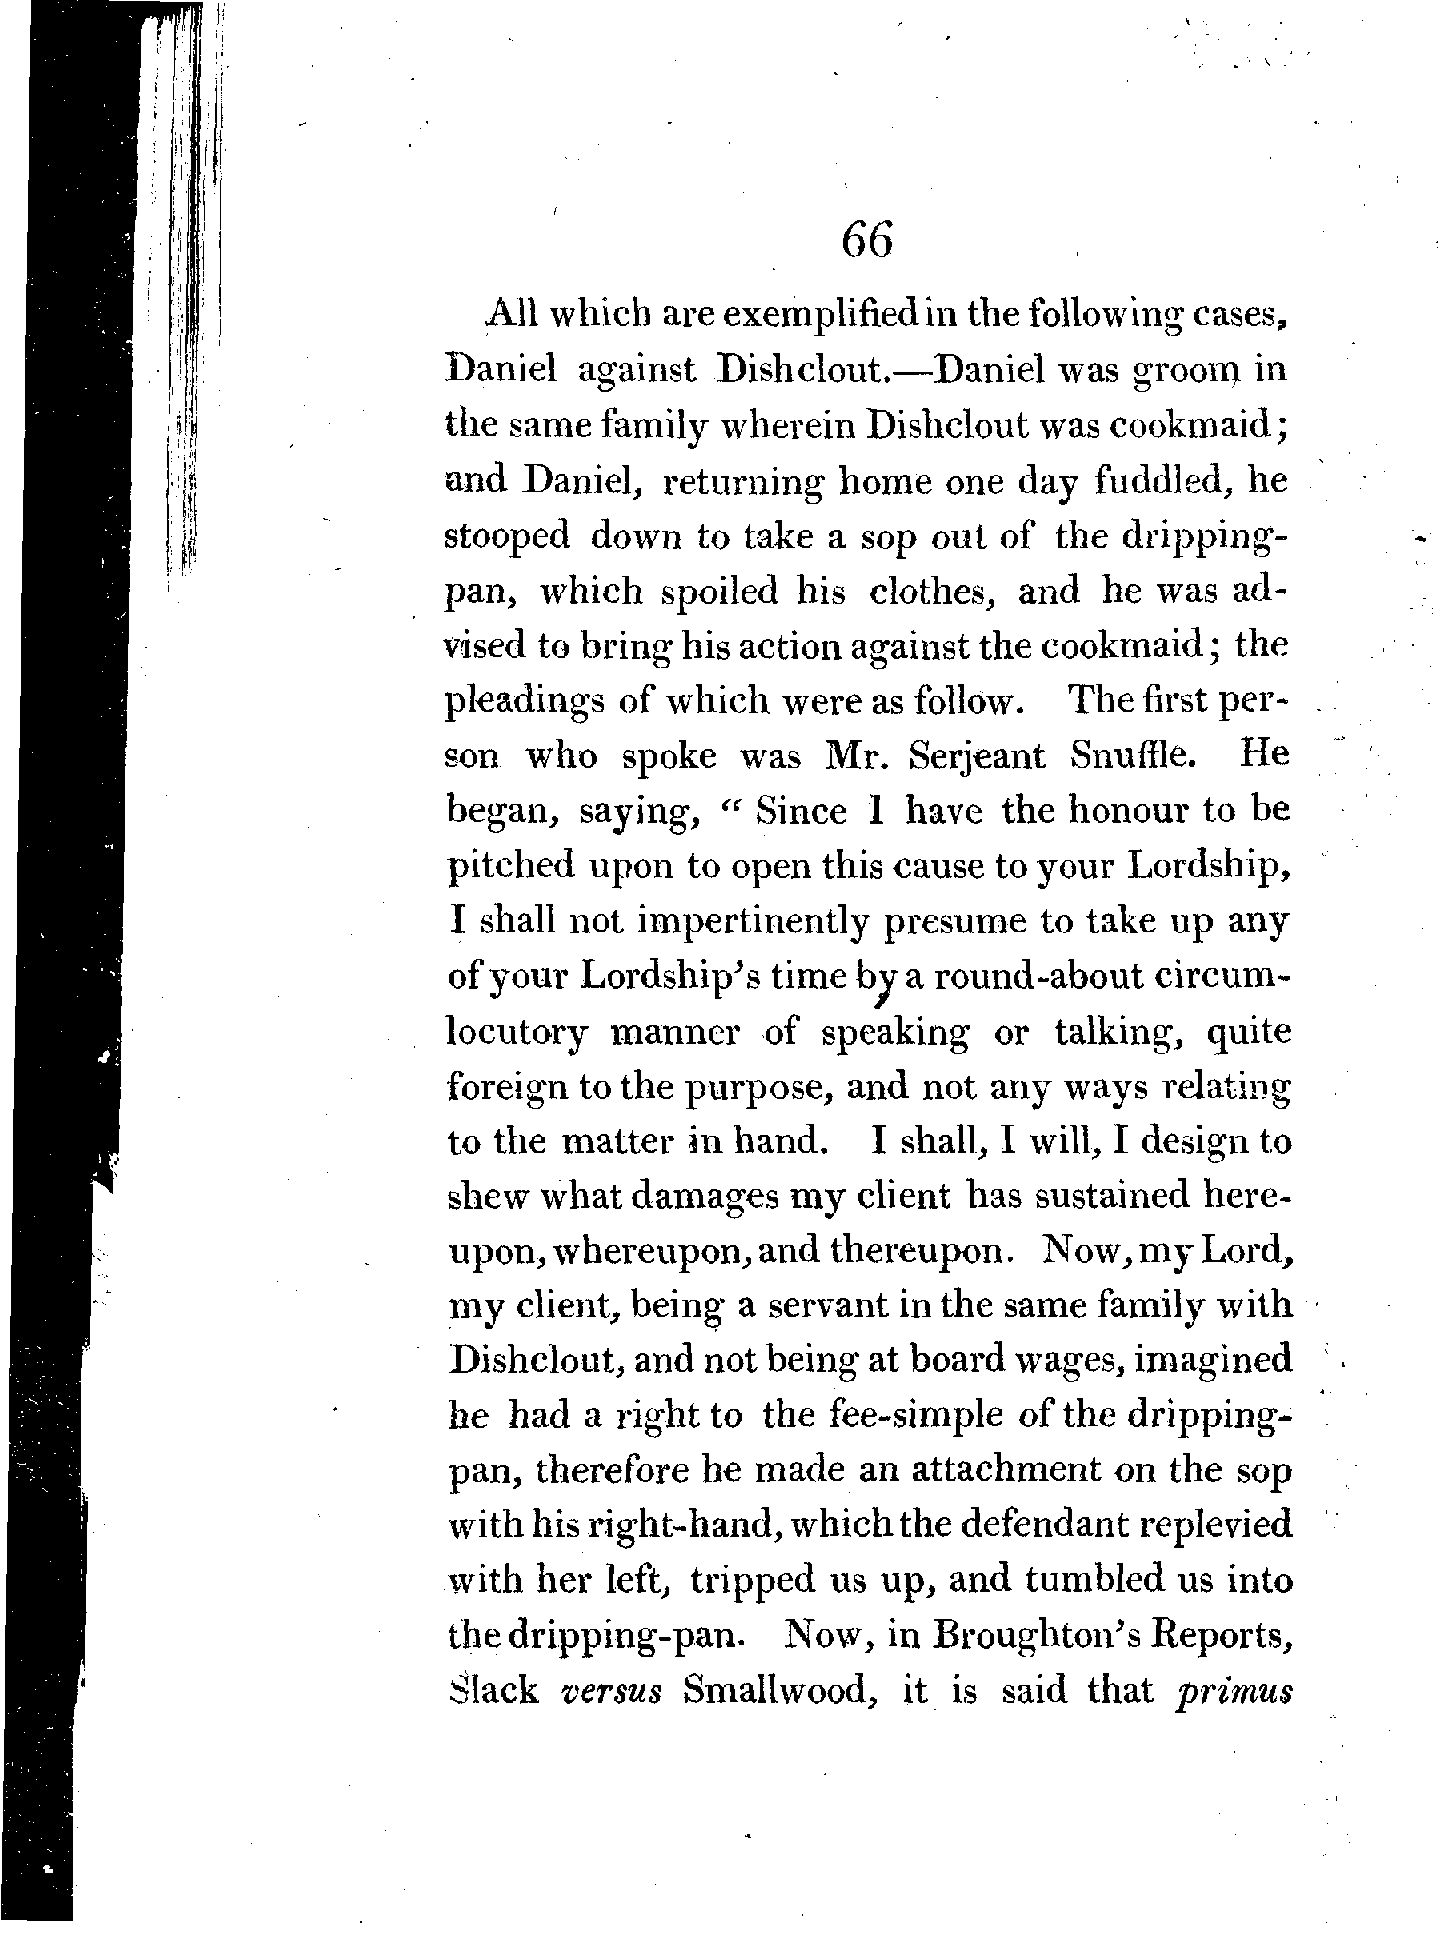 66
All which are exemplified in the following cases,
Daniel against Dishclout.—Daniel was groom in
the same family wherein Dishclout was cookmaid;
and Daniel, returning home one day fuddled, he
stooped down to take a sop out of the dripping-
pan, which spoiled his clothes, and he was ad-
vised to bring his action against the cookmaid; the
pleadings of which were as follow. The first per-
son who spoke was Mr. Serjeant Snuffle. He
began, saying, “ Since I have the honour to be
pitched upon to open this cause to your Lordship,
I shall not impertinently presume to take up any
of your Lordship's time by a round-about circum-
locutory manner of speaking or talking, quite
foreign to the purpose, and not any ways relating
to the matter in hand. I shall, I will, I design to
shew what damages my client has sustained here-
upon, whereupon, and thereupon. Now, my Lord,
my client, being a servant in the same family with
Dishclout, and not being at board wages, imagined
he had a right to the fee-simple of the dripping-
pan, therefore he made an attachment on the sop
with his right-hand, which the defendant replevied
with her left, tripped us up, and tumbled us into
the dripping-pan. Now, in Broughton's Reports,
Slack versus Smallwood, it is said that primus